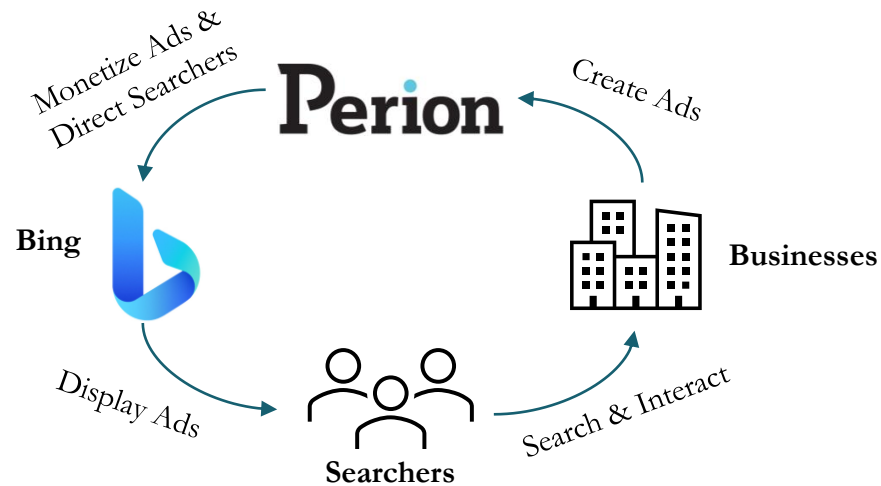 Monetize Ads &
Direct Searchers
Perion
Create Ads
Bing
Businesses
Display Ads
Search & Interact
Searchers